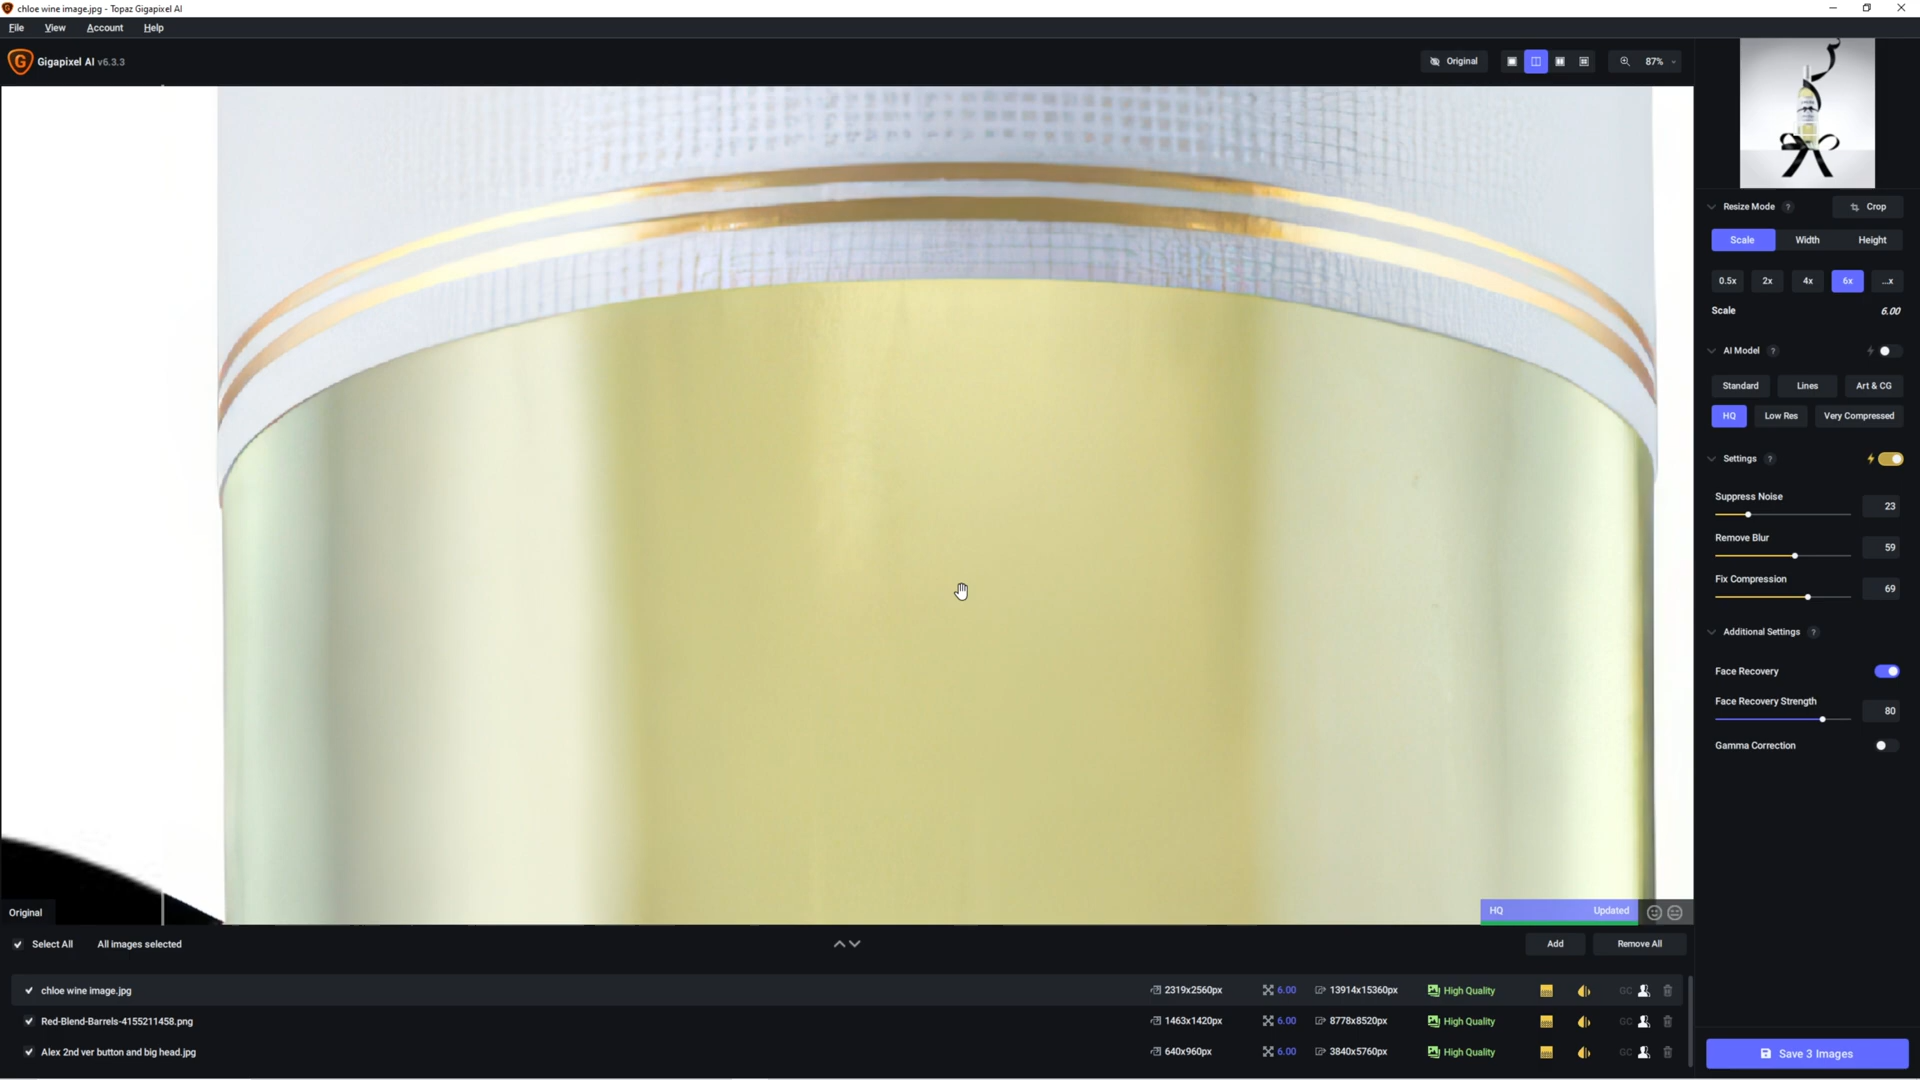 chloe wine image.jpg - Topaz Gigapixel AI
File View Account Help
Gigapixel AI v6.3.3
Original
87%
Resize Mode ?
Crop
Scale Width Height
0.5x 2x 4x 6x ...x
Scale 6.00
AI Model ?
Standard Lines Art & CG
HQ Low Res Very Compressed
Settings ?
Suppress Noise 23
Remove Blur 59
Fix Compression 69
Additional Settings ?
Face Recovery
Face Recovery Strength 80
Gamma Correction
Original
HQ Updated
Select All All images selected
Add Remove All
chloe wine image.jpg 2319x2560px 6.00 13914x15360px High Quality GC
Red-Blend-Barrels-4155211458.png 1463x1420px 6.00 8778x8520px High Quality GC
Alex 2nd ver button and big head.jpg 640x960px 6.00 3840x5760px High Quality GC
Save 3 Images